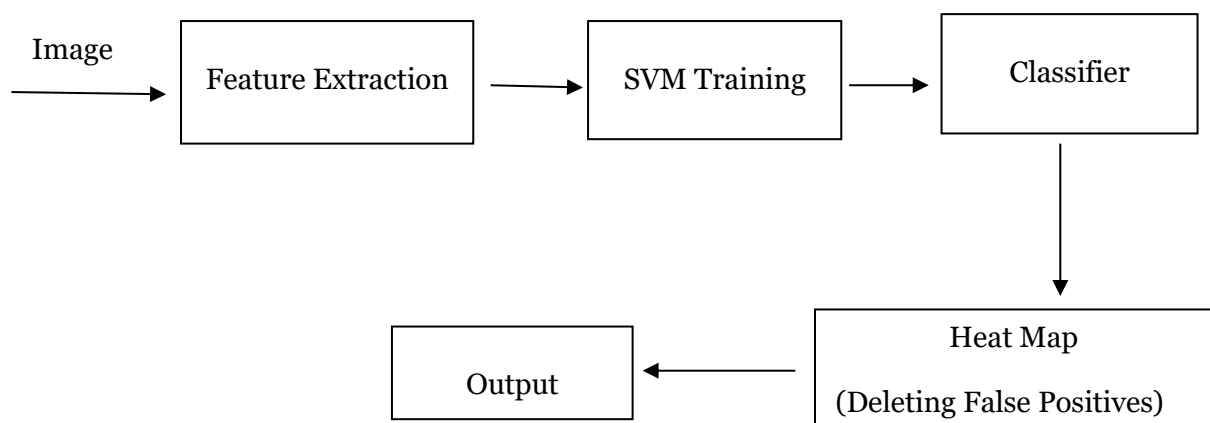 Image
Feature Extraction
SVM Training
Classifier
Heat Map
(Deleting False Positives)
Output